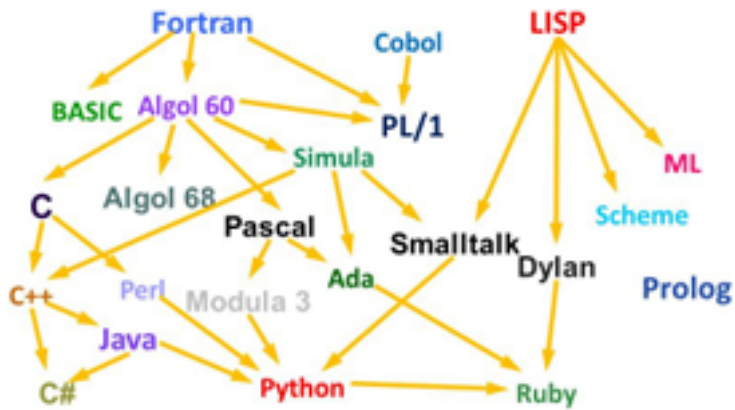 Fortran
Cobol
LISP
BASIC
Algol 60
PL/1
Simula
ML
C
Algol 68
Pascal
Smalltalk
Scheme
Dylan
C++
Perl
Modula 3
Ada
Prolog
Java
C#
Python
Ruby